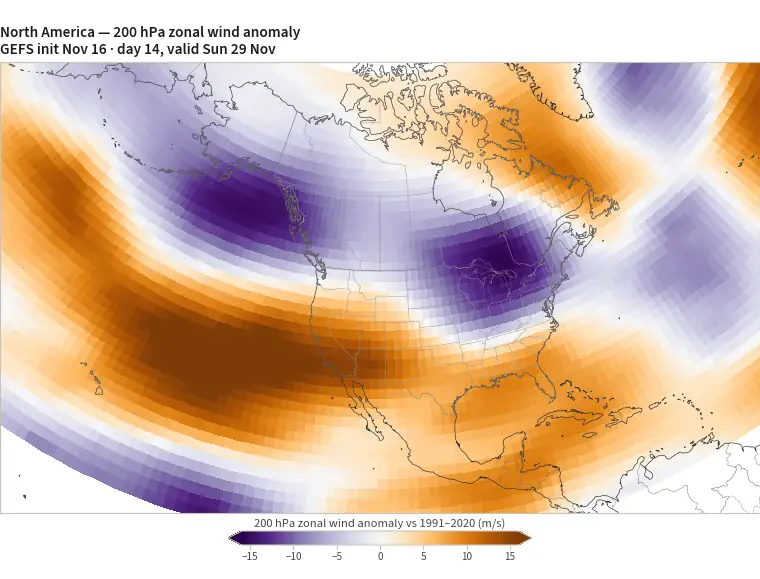 North America — 200 hPa zonal wind anomaly
GEFS init Nov 16 · day 14, valid Sun 29 Nov
200 hPa zonal wind anomaly vs 1991–2020 (m/s)
−15 −10 −5 0 5 10 15